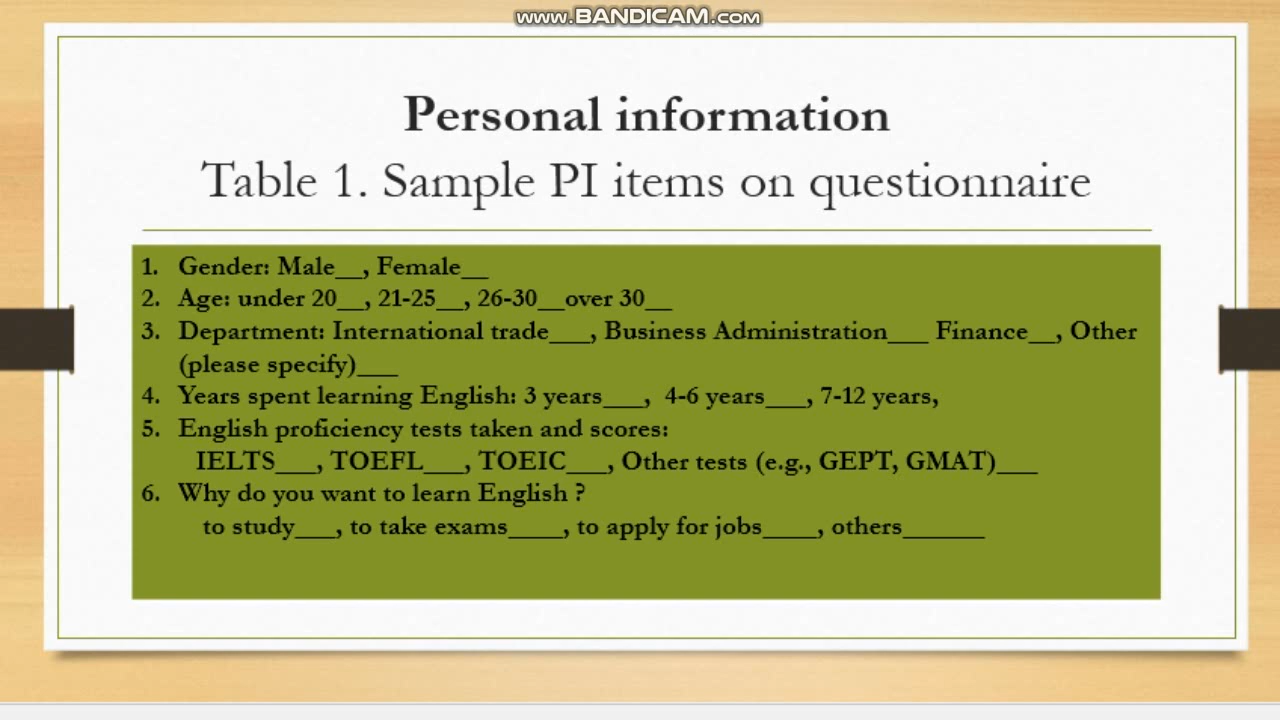 www.BANDICAM.com
Personal information
Table 1. Sample PI items on questionnaire
1. Gender: Male__, Female__
2. Age: under 20__, 21-25__, 26-30__over 30__
3. Department: International trade___, Business Administration___ Finance__, Other
(please specify)___
4. Years spent learning English: 3 years___, 4-6 years___, 7-12 years,
5. English proficiency tests taken and scores:
IELTS___, TOEFL___, TOEIC___, Other tests (e.g., GEPT, GMAT)___
6. Why do you want to learn English ?
to study___, to take exams____, to apply for jobs____, others______